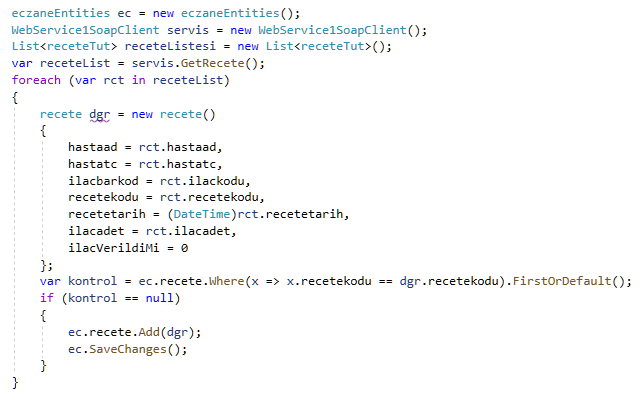 eczaneEntities ec = new eczaneEntities();
WebService1SoapClient servis = new WebService1SoapClient();
List<receteTut> receteListesi = new List<receteTut>();
var receteList = servis.GetRecete();
foreach (var rct in receteList)
{
    recete dgr = new recete()
    {
        hastaad = rct.hastaad,
        hastatc = rct.hastatc,
        ilacbarkod = rct.ilackodu,
        recetekodu = rct.recetekodu,
        recetetarih = (DateTime)rct.recetetarih,
        ilacadet = rct.ilacadet,
        ilacVerildiMi = 0
    };
    var kontrol = ec.recete.Where(x => x.recetekodu == dgr.recetekodu).FirstOrDefault();
    if (kontrol == null)
    {
        ec.recete.Add(dgr);
        ec.SaveChanges();
    }
}